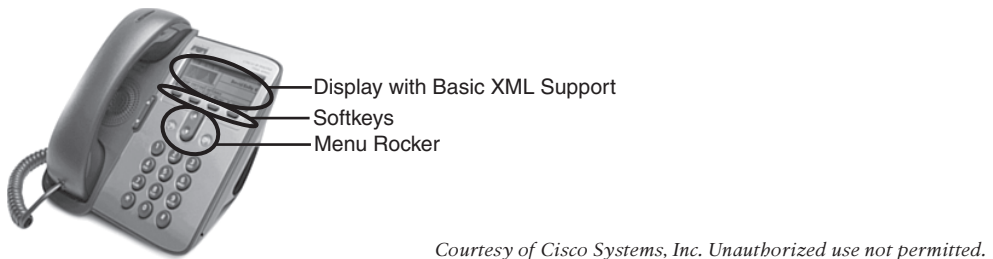 Display with Basic XML Support
Softkeys
Menu Rocker
Courtesy of Cisco Systems, Inc. Unauthorized use not permitted.